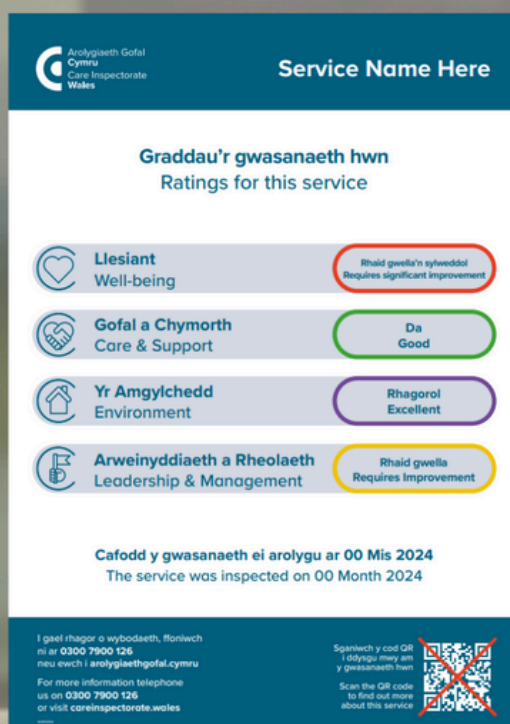 Arolygiaeth Gofal
Cymru
Care Inspectorate
Wales
Service Name Here
Graddau'r gwasanaeth hwn
Ratings for this service
Llesiant
Well-being
Rhaid gwella'n sylweddol
Requires significant improvement
Gofal a Chymorth
Care & Support
Da
Good
Yr Amgylchedd
Environment
Rhagorol
Excellent
Arweinyddiaeth a Rheolaeth
Leadership & Management
Rhaid gwella
Requires Improvement
Cafodd y gwasanaeth ei arolygu ar 00 Mis 2024
The service was inspected on 00 Month 2024
I gael rhagor o wybodaeth, ffoniwch
ni ar 0300 7900 126
neu ewch i arolygiaethgofal.cymru
For more information telephone
us on 0300 7900 126
or visit careinspectorate.wales
Sganiwch y cod QR
i ddysgu mwy am
y gwasanaeth hwn
Scan the QR code
to find out more
about this service